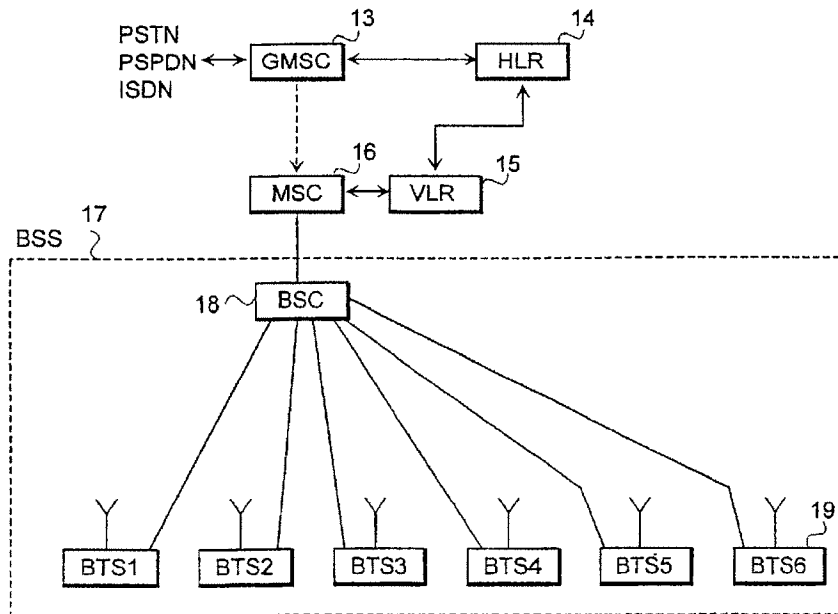 13
14
PSTN
PSPDN
ISDN
GMSC
HLR
16
15
MSC
VLR
17
BSS
18
BSC
19
BTS1
BTS2
BTS3
BTS4
BTS5
BTS6